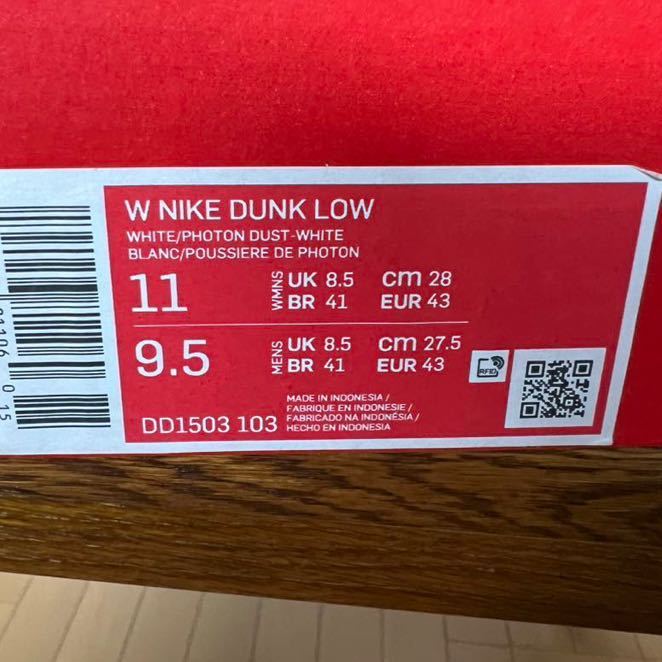 W NIKE DUNK LOW
WHITE/PHOTON DUST-WHITE
BLANC/POUSSIERE DE PHOTON
11 WMNS UK 8.5 cm 28
BR 41 EUR 43
9.5 MENS UK 8.5 cm 27.5
BR 41 EUR 43
RFID
DD1503 103
MADE IN INDONESIA /
FABRIQUE EN INDONESIE /
FABRICADO NA INDONÉSIA /
HECHO EN INDONESIA